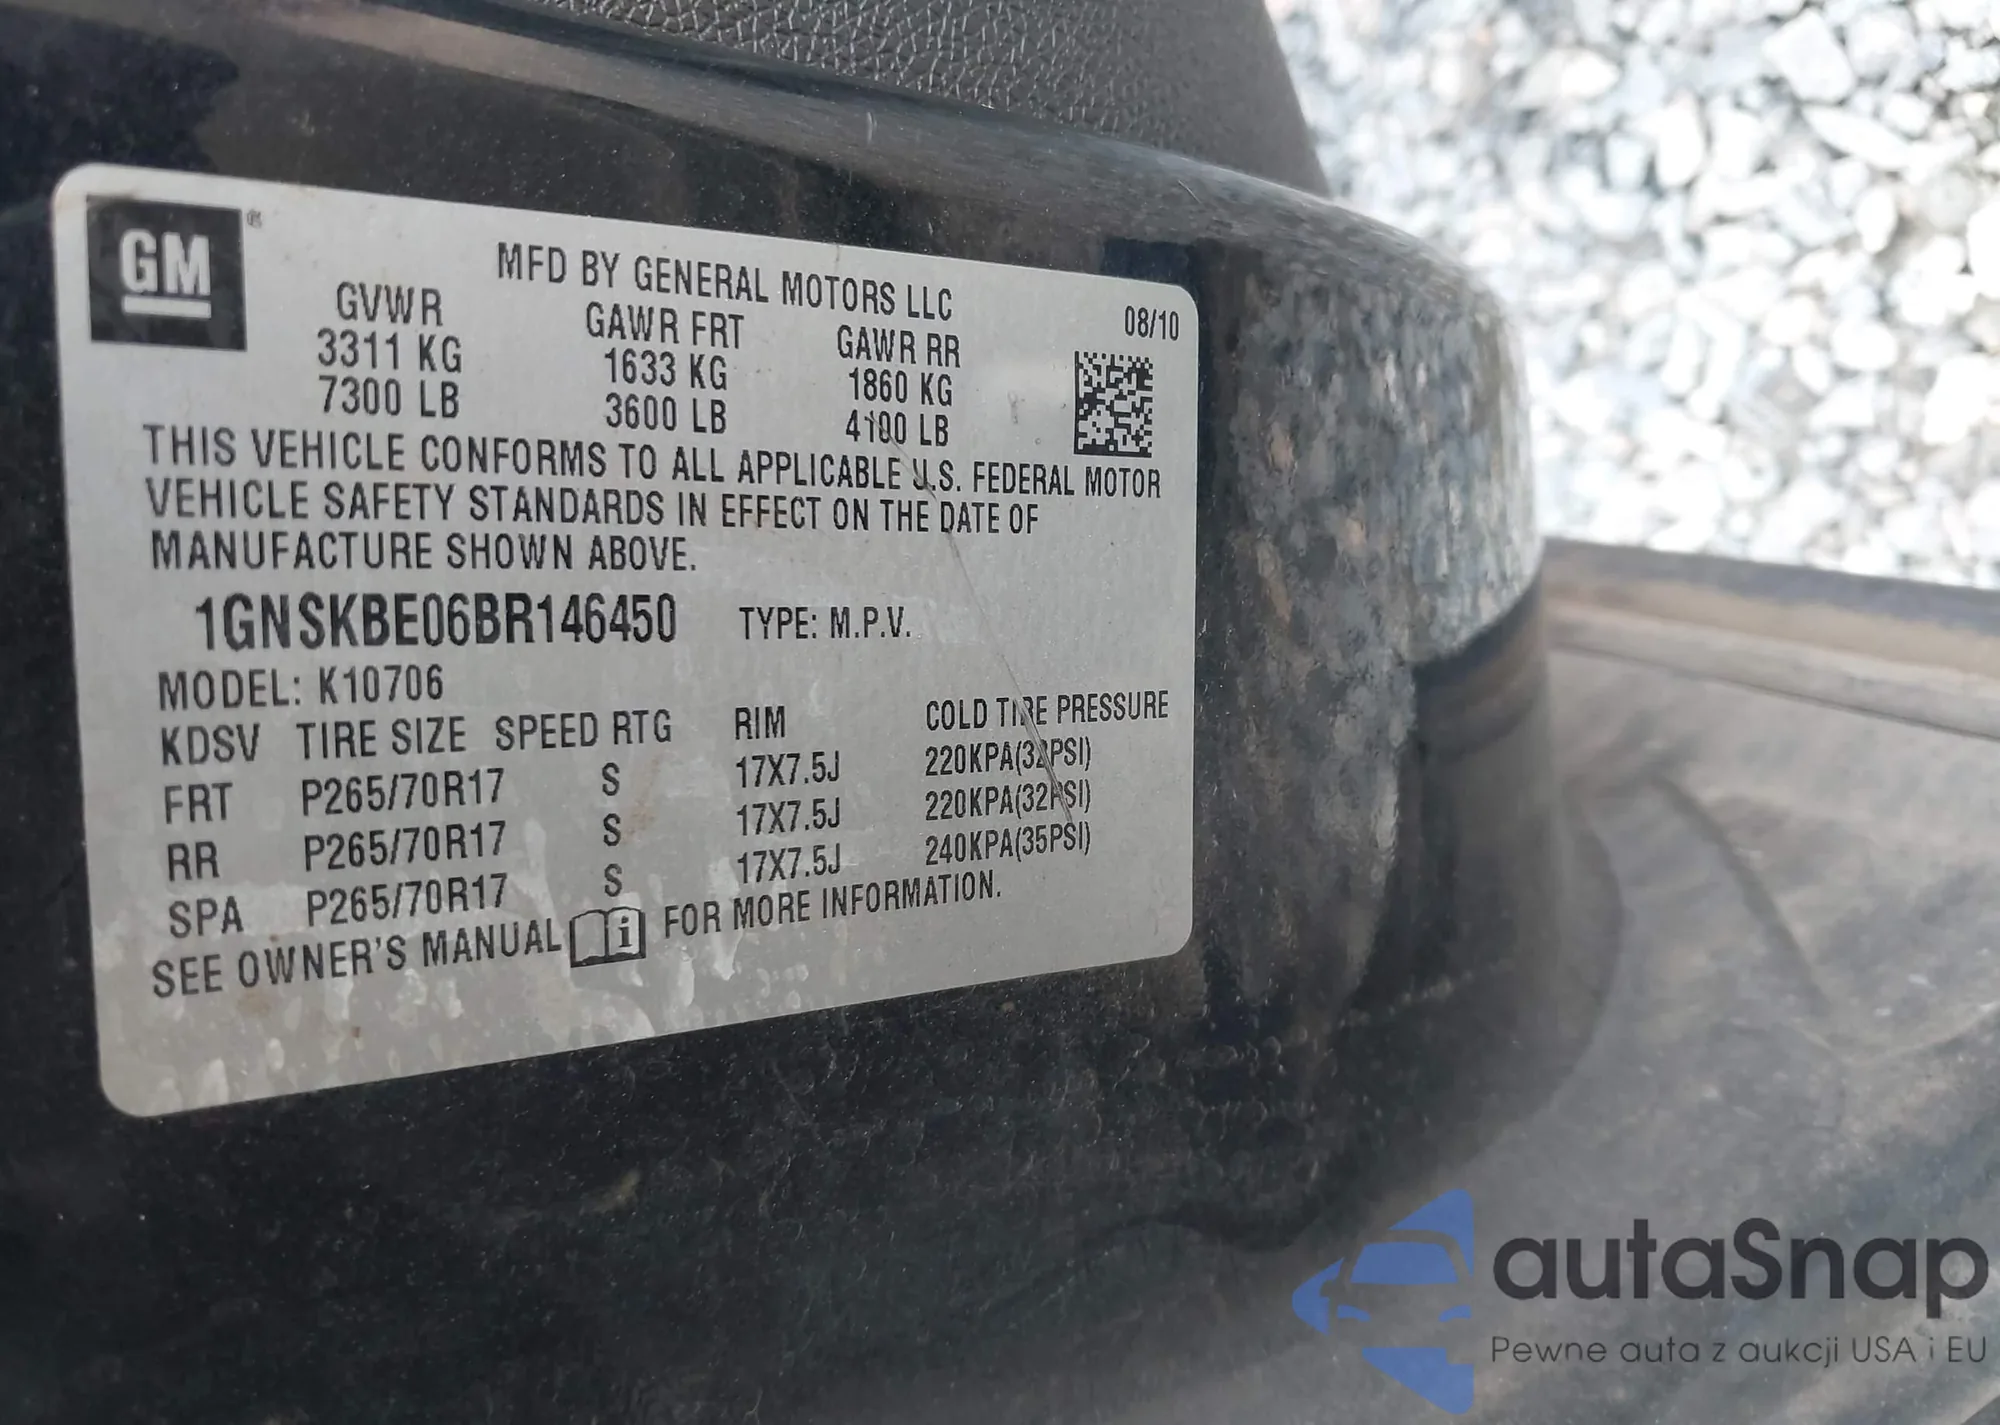 GM ®
MFD BY GENERAL MOTORS LLC
08/10
GVWR GAWR FRT GAWR RR
3311 KG 1633 KG 1860 KG
7300 LB 3600 LB 4100 LB
THIS VEHICLE CONFORMS TO ALL APPLICABLE U.S. FEDERAL MOTOR
VEHICLE SAFETY STANDARDS IN EFFECT ON THE DATE OF
MANUFACTURE SHOWN ABOVE.
1GNSKBE06BR146450 TYPE: M.P.V.
MODEL: K10706
KDSV TIRE SIZE SPEED RTG RIM COLD TIRE PRESSURE
FRT P265/70R17 S 17X7.5J 220KPA(32PSI)
RR P265/70R17 S 17X7.5J 220KPA(32PSI)
SPA P265/70R17 S 17X7.5J 240KPA(35PSI)
SEE OWNER'S MANUAL i FOR MORE INFORMATION.
autaSnap
Pewne auta z aukcji USA i EU